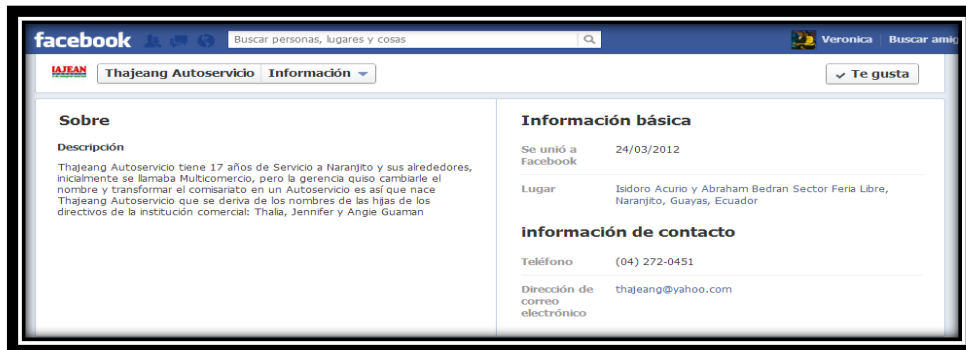 facebook
Buscar personas, lugares y cosas
Veronica
Buscar amig
IAJEAN
Thajeang Autoservicio
Información
Te gusta
Sobre
Descripción
Thajeang Autoservicio tiene 17 años de Servicio a Naranjito y sus alrededores,
inicialmente se llamaba Multicomercio, pero la gerencia quiso cambiarle el
nombre y transformar el comisariato en un Autoservicio es así que nace
Thajeang Autoservicio que se deriva de los nombres de las hijas de los
directivos de la institución comercial: Thalia, Jennifer y Angie Guaman
Información básica
Se unió a
Facebook
24/03/2012
Lugar
Isidoro Acurio y Abraham Bedran Sector Feria Libre,
Naranjito, Guayas, Ecuador
información de contacto
Teléfono
(04) 272-0451
Dirección de
correo
electrónico
thajeang@yahoo.com